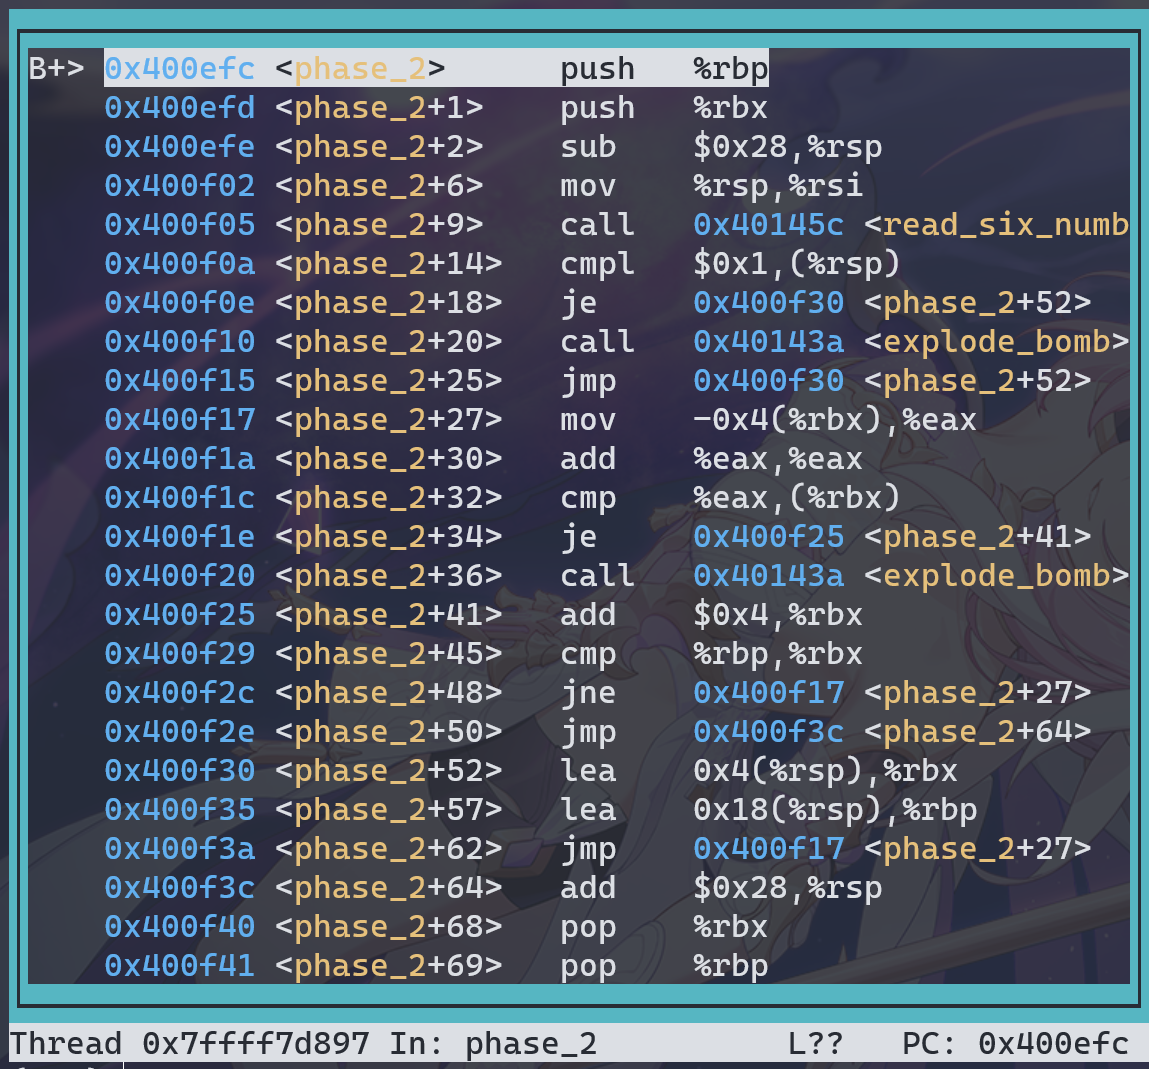 B+> 0x400efc <phase_2>       push   %rbp
    0x400efd <phase_2+1>     push   %rbx
    0x400efe <phase_2+2>     sub    $0x28,%rsp
    0x400f02 <phase_2+6>     mov    %rsp,%rsi
    0x400f05 <phase_2+9>     call   0x40145c <read_six_numb
    0x400f0a <phase_2+14>    cmpl   $0x1,(%rsp)
    0x400f0e <phase_2+18>    je     0x400f30 <phase_2+52>
    0x400f10 <phase_2+20>    call   0x40143a <explode_bomb>
    0x400f15 <phase_2+25>    jmp    0x400f30 <phase_2+52>
    0x400f17 <phase_2+27>    mov    -0x4(%rbx),%eax
    0x400f1a <phase_2+30>    add    %eax,%eax
    0x400f1c <phase_2+32>    cmp    %eax,(%rbx)
    0x400f1e <phase_2+34>    je     0x400f25 <phase_2+41>
    0x400f20 <phase_2+36>    call   0x40143a <explode_bomb>
    0x400f25 <phase_2+41>    add    $0x4,%rbx
    0x400f29 <phase_2+45>    cmp    %rbp,%rbx
    0x400f2c <phase_2+48>    jne    0x400f17 <phase_2+27>
    0x400f2e <phase_2+50>    jmp    0x400f3c <phase_2+64>
    0x400f30 <phase_2+52>    lea    0x4(%rsp),%rbx
    0x400f35 <phase_2+57>    lea    0x18(%rsp),%rbp
    0x400f3a <phase_2+62>    jmp    0x400f17 <phase_2+27>
    0x400f3c <phase_2+64>    add    $0x28,%rsp
    0x400f40 <phase_2+68>    pop    %rbx
    0x400f41 <phase_2+69>    pop    %rbp
Thread 0x7ffff7d897 In: phase_2          L??   PC: 0x400efc